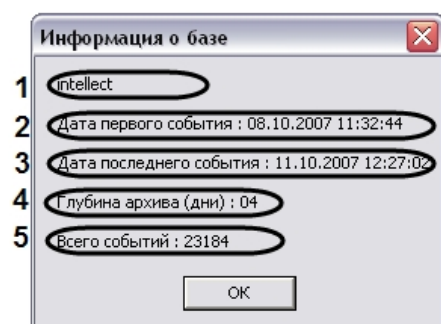 Информация о базе
1 intellect
2 Дата первого события : 08.10.2007 11:32:44
3 Дата последнего события : 11.10.2007 12:27:02
4 Глубина архива (дни) : 04
5 Всего событий : 23184
OK